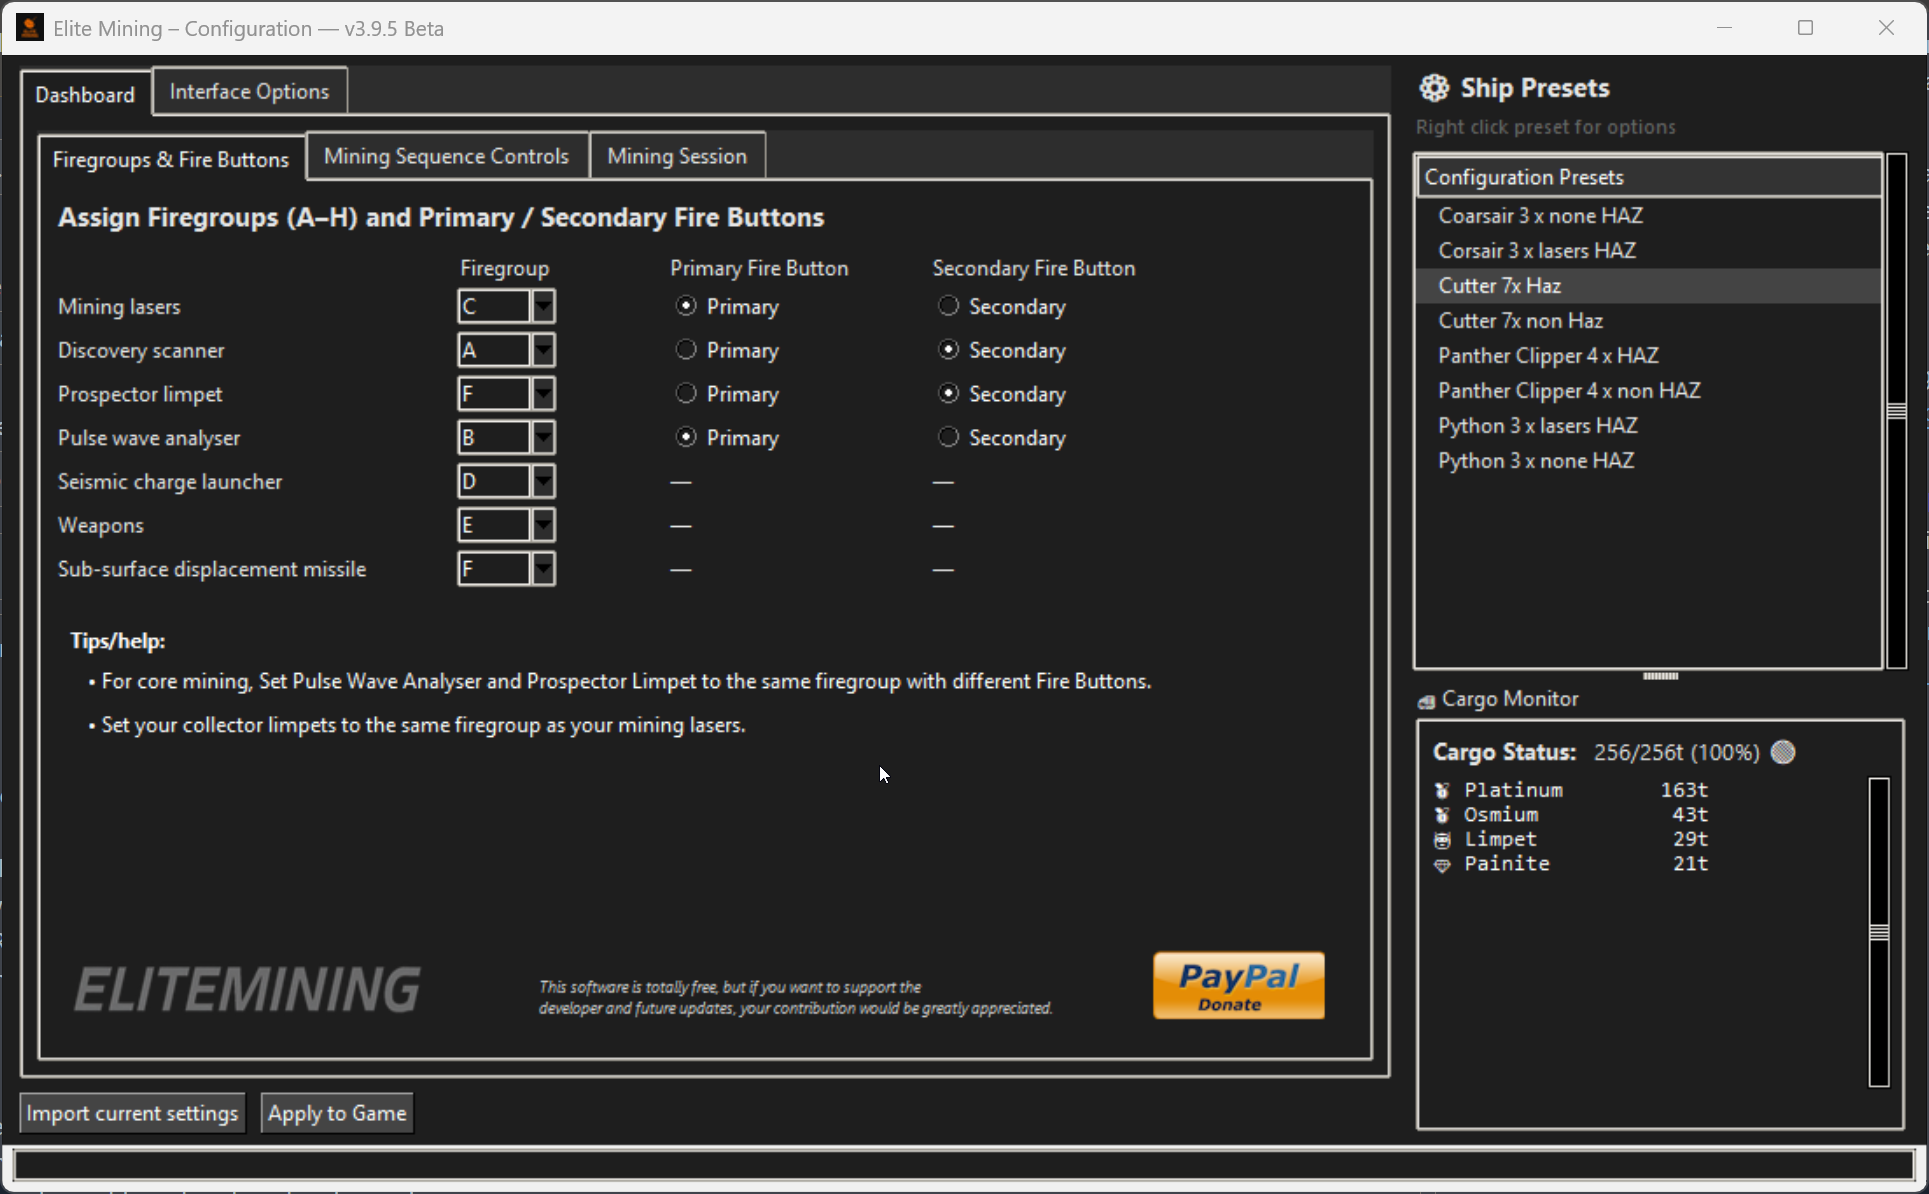 Elite Mining – Configuration — v3.9.5 Beta
Dashboard
Interface Options
Firegroups & Fire Buttons
Mining Sequence Controls
Mining Session
Assign Firegroups (A–H) and Primary / Secondary Fire Buttons
Firegroup Primary Fire Button Secondary Fire Button
Mining lasers C Primary Secondary
Discovery scanner A Primary Secondary
Prospector limpet F Primary Secondary
Pulse wave analyser B Primary Secondary
Seismic charge launcher D — —
Weapons E — —
Sub-surface displacement missile F — —
Tips/help:
• For core mining, Set Pulse Wave Analyser and Prospector Limpet to the same firegroup with different Fire Buttons.
• Set your collector limpets to the same firegroup as your mining lasers.
ELITEMINING
This software is totally free, but if you want to support the
developer and future updates, your contribution would be greatly appreciated.
PayPal
Donate
Import current settings
Apply to Game
Ship Presets
Right click preset for options
Configuration Presets
Coarsair 3 x none HAZ
Corsair 3 x lasers HAZ
Cutter 7x Haz
Cutter 7x non Haz
Panther Clipper 4 x HAZ
Panther Clipper 4 x non HAZ
Python 3 x lasers HAZ
Python 3 x none HAZ
Cargo Monitor
Cargo Status: 256/256t (100%)
Platinum 163t
Osmium 43t
Limpet 29t
Painite 21t